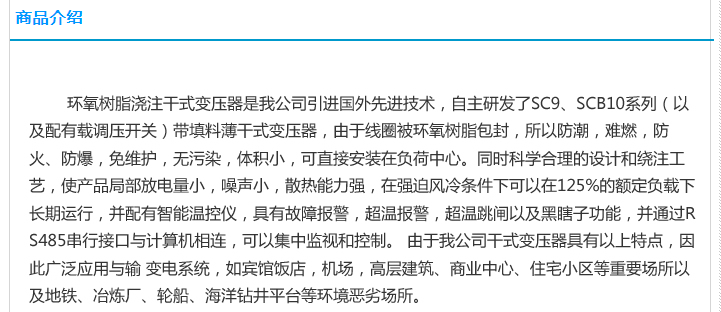 商品介绍
环氧树脂浇注干式变压器是我公司引进国外先进技术，自主研发了SC9、SCB10系列（以
及配有载调压开关）带填料薄干式变压器，由于线圈被环氧树脂包封，所以防潮，难燃，防
火、防爆，免维护，无污染，体积小，可直接安装在负荷中心。同时科学合理的设计和绕注工
艺，使产品局部放电量小，噪声小，散热能力强，在强迫风冷条件下可以在125%的额定负载下
长期运行，并配有智能温控仪，具有故障报警，超温报警，超温跳闸以及黑瞎子功能，并通过R
S485串行接口与计算机相连，可以集中监视和控制。 由于我公司干式变压器具有以上特点，因
此广泛应用与输 变电系统，如宾馆饭店，机场，高层建筑、商业中心、住宅小区等重要场所以
及地铁、冶炼厂、轮船、海洋钻井平台等环境恶劣场所。